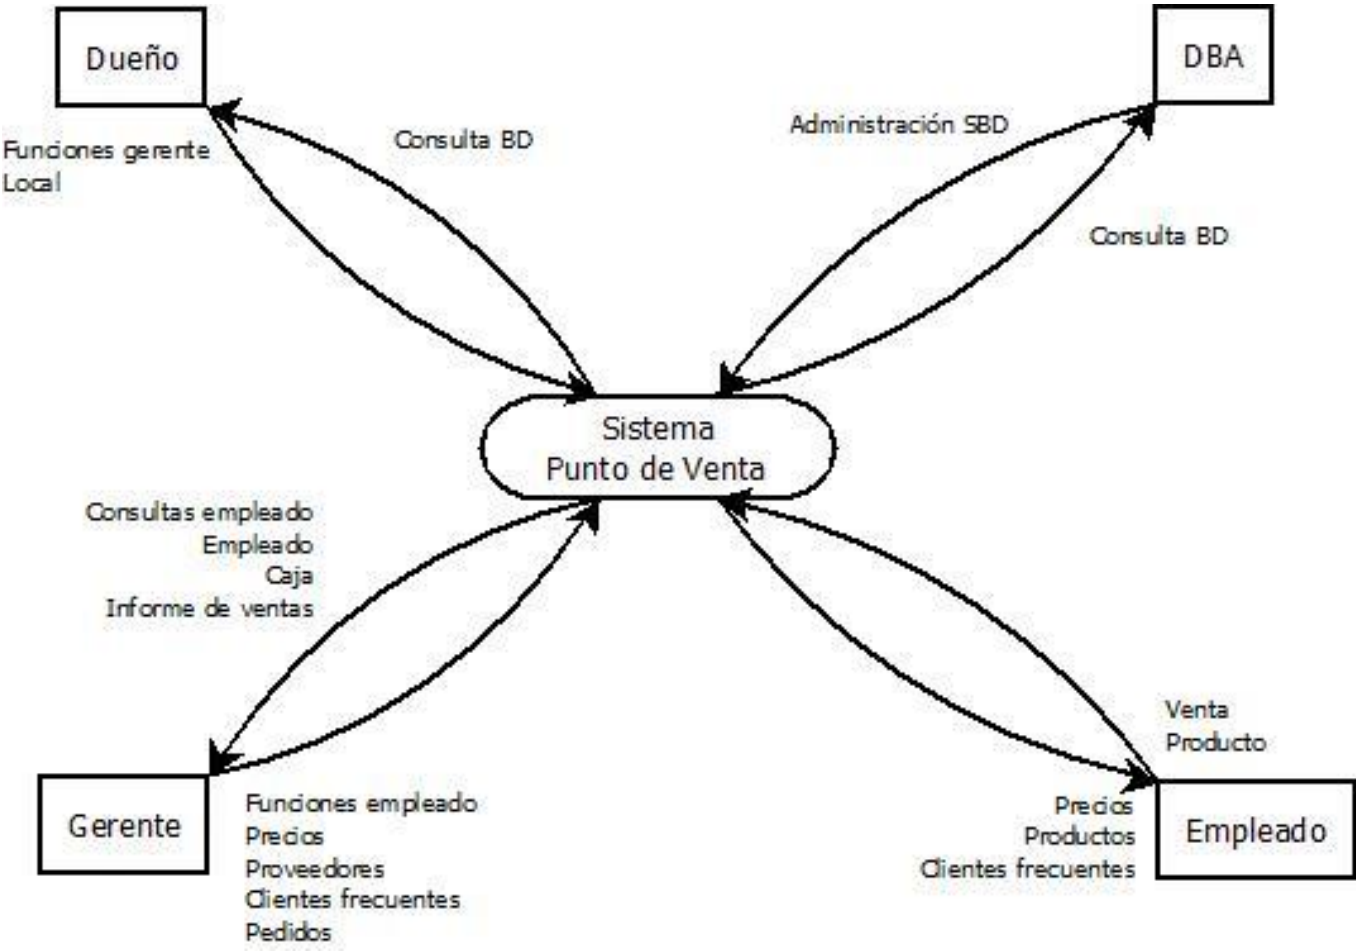 Dueño
DBA
Funciones gerente
Local
Consulta BD
Administración SBD
Consulta BD
Sistema
Punto de Venta
Consultas empleado
Empleado
Caja
Informe de ventas
Venta
Producto
Gerente
Funciones empleado
Precios
Proveedores
Clientes frecuentes
Pedidos
Precios
Productos
Clientes frecuentes
Empleado